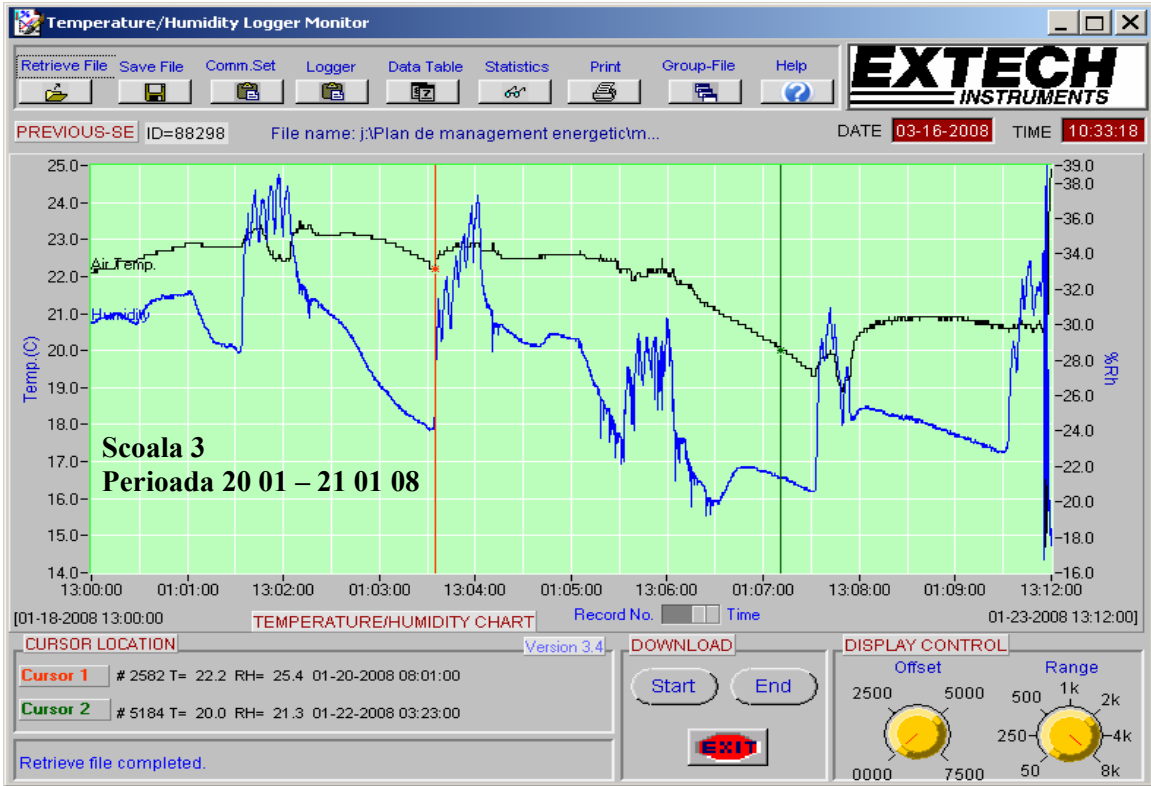 Temperature/Humidity Logger Monitor
Retrieve File Save File Comm.Set Logger Data Table Statistics Print Group-File Help
EXTECH
INSTRUMENTS
PREVIOUS-SE ID=88298 File name: j:\Plan de management energetic\m... DATE 03-16-2008 TIME 10:33:18
25.0 39.0
38.0
24.0 36.0
23.0 34.0
Air Temp.
22.0 32.0
21.0 Humidity 30.0
20.0 28.0
Temp.(C) %Rh
19.0 26.0
18.0 24.0
Scoala 3
17.0 22.0
Perioada 20 01 – 21 01 08
16.0 20.0
15.0 18.0
14.0 16.0
13:00:00 01:01:00 13:02:00 01:03:00 13:04:00 01:05:00 13:06:00 01:07:00 13:08:00 01:09:00 13:12:00
[01-18-2008 13:00:00 TEMPERATURE/HUMIDITY CHART Record No. Time 01-23-2008 13:12:00]
CURSOR LOCATION Version 3.4 DOWNLOAD DISPLAY CONTROL
Cursor 1 # 2582 T= 22.2 RH= 25.4 01-20-2008 08:01:00
Cursor 2 # 5184 T= 20.0 RH= 21.3 01-22-2008 03:23:00
Retrieve file completed.
Start End
EXIT
Offset Range
2500 5000 500 1k 2k
250 4k
0000 7500 50 8k